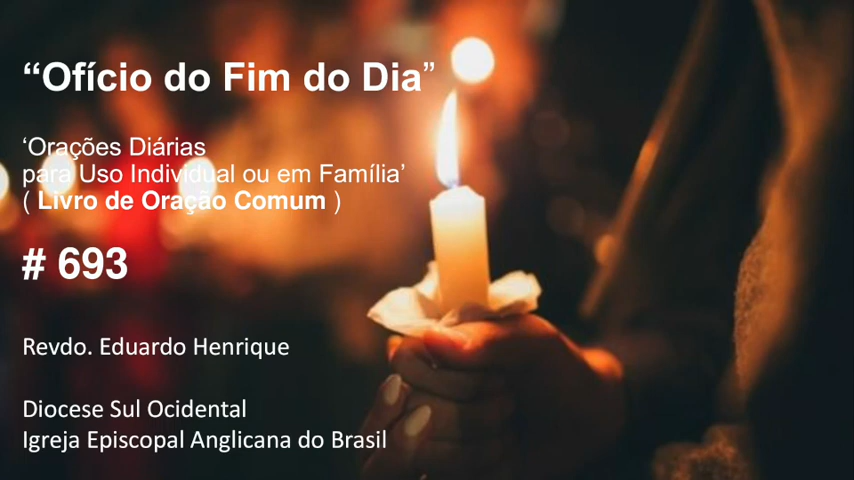 “Ofício do Fim do Dia”
‘Orações Diárias
para Uso Individual ou em Família’
( Livro de Oração Comum )
# 693
Revdo. Eduardo Henrique
Diocese Sul Ocidental
Igreja Episcopal Anglicana do Brasil